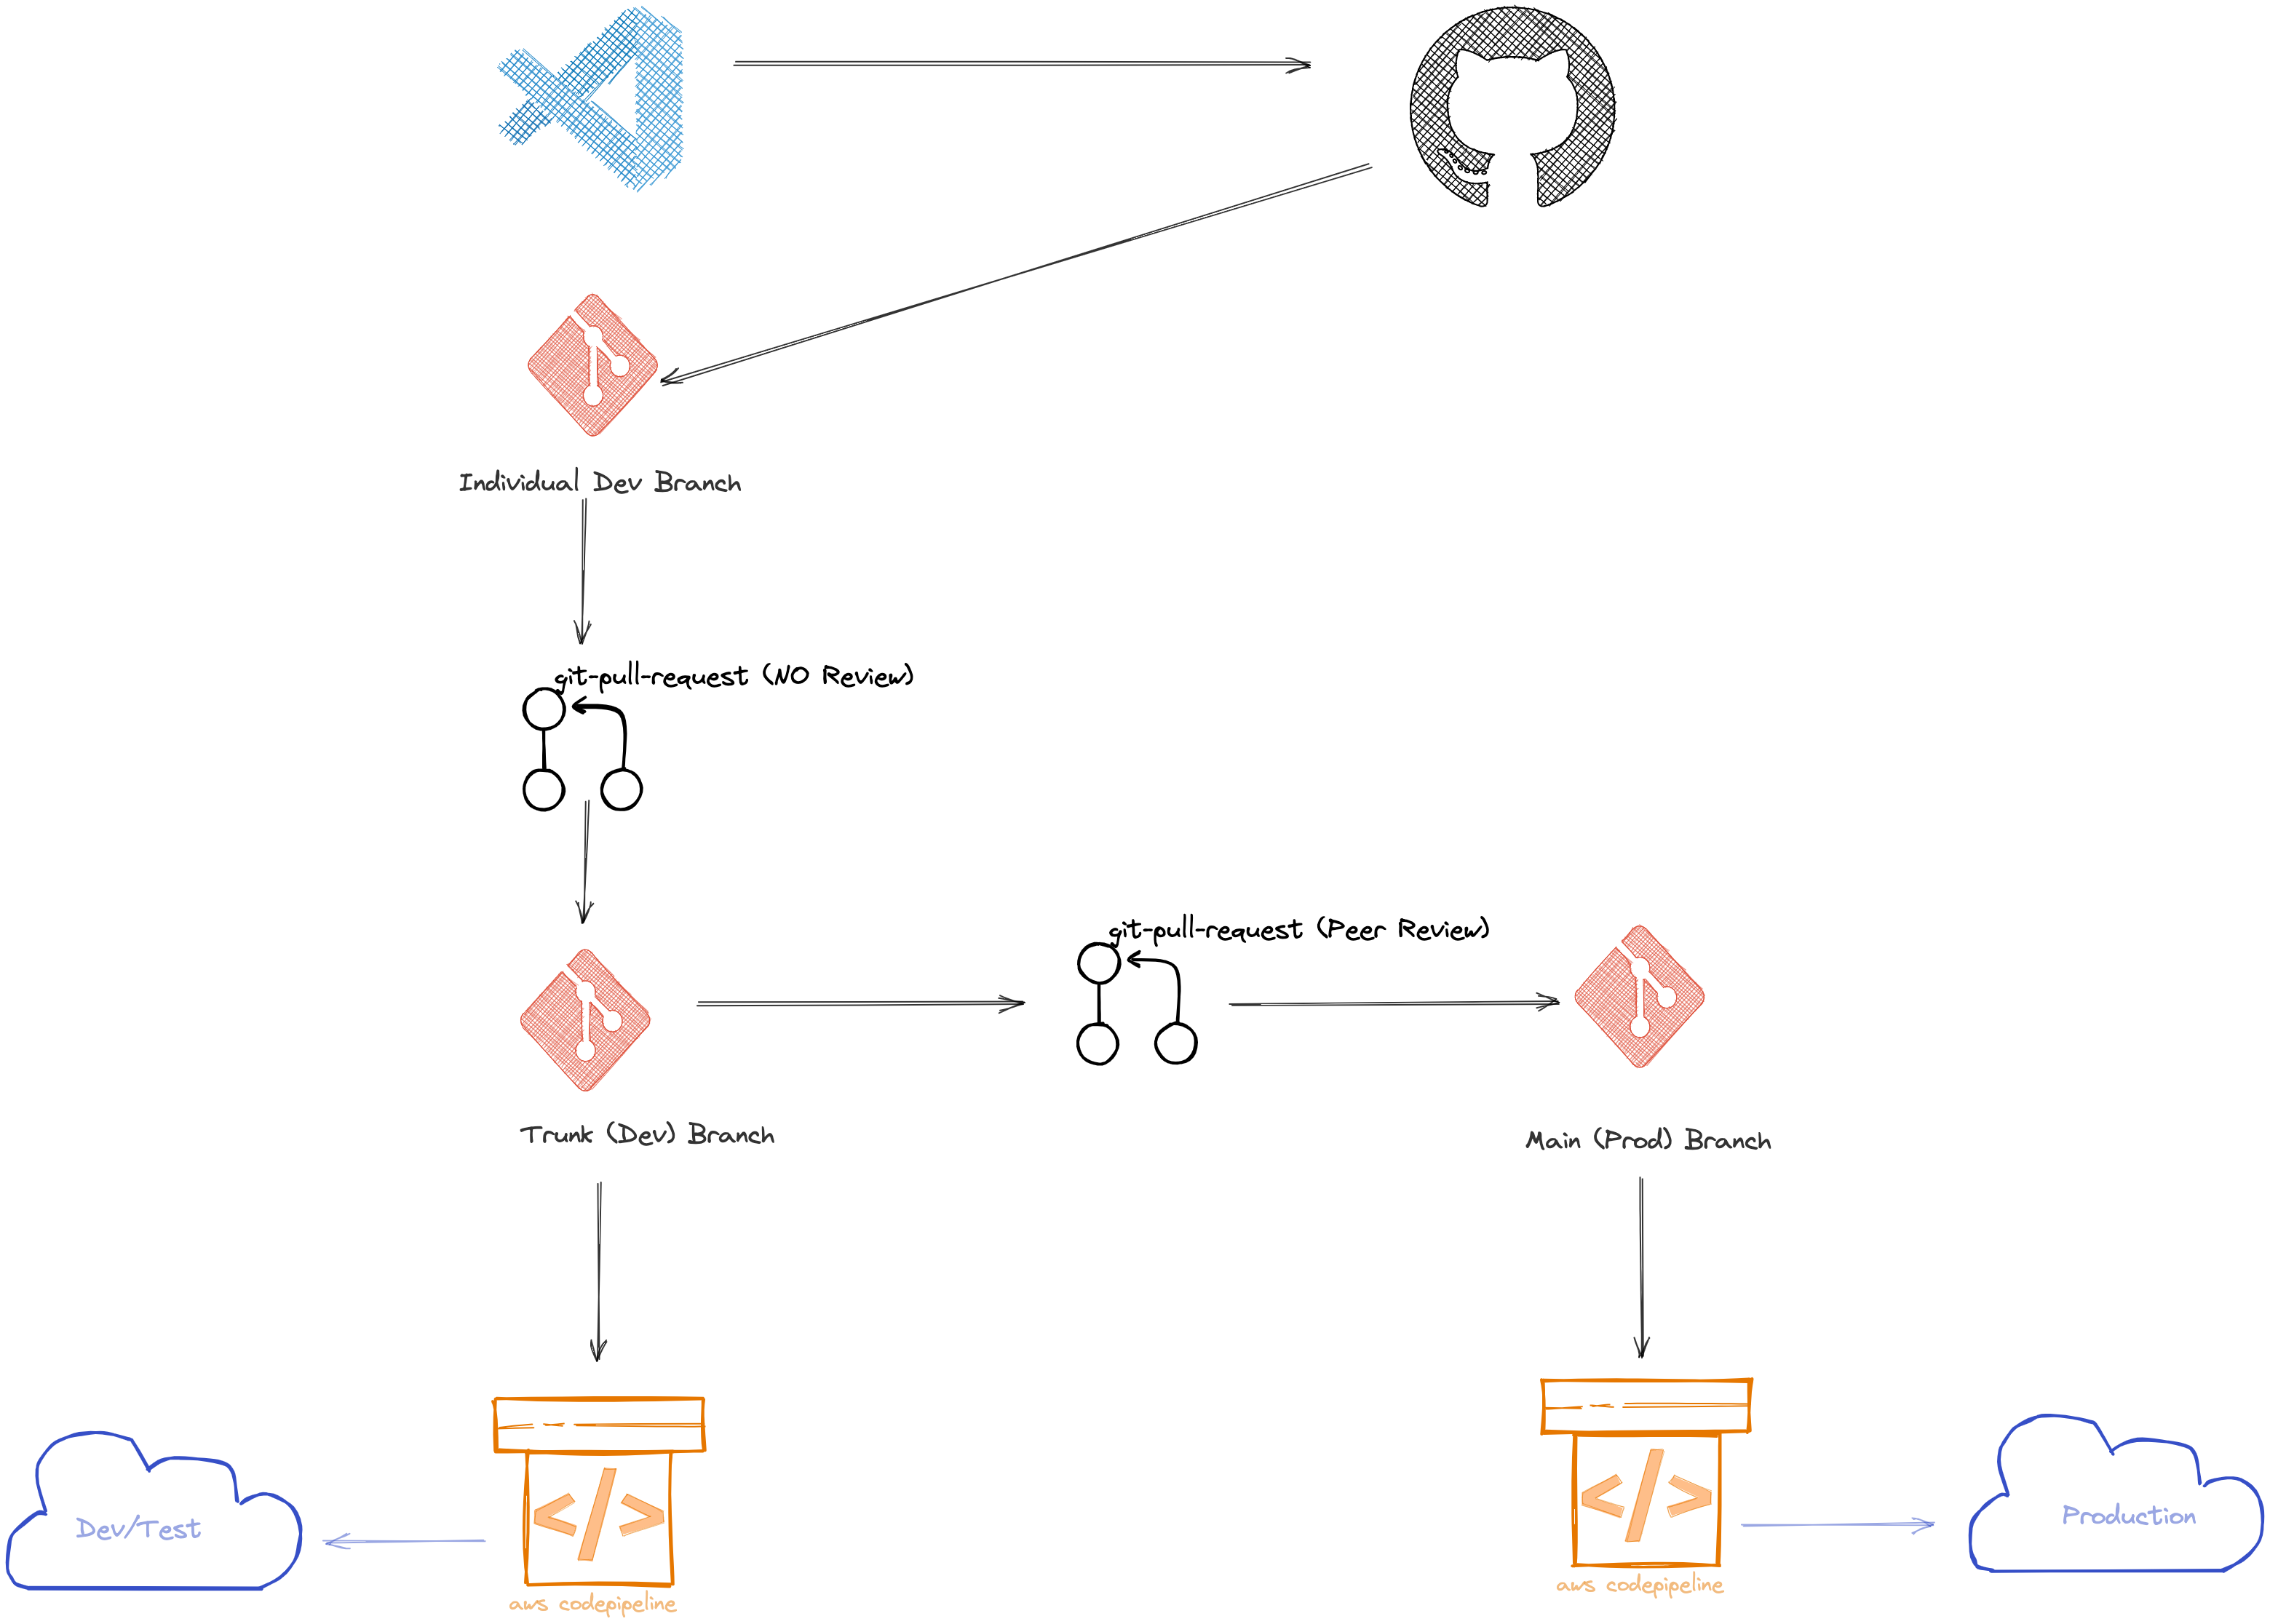 Individual Dev Branch
git-pull-request (NO Review)
git-pull-request (Peer Review)
Trunk (Dev) Branch
Main (Prod) Branch
</>
</>
Dev/Test
Production
aws codepipeline
aws codepipeline